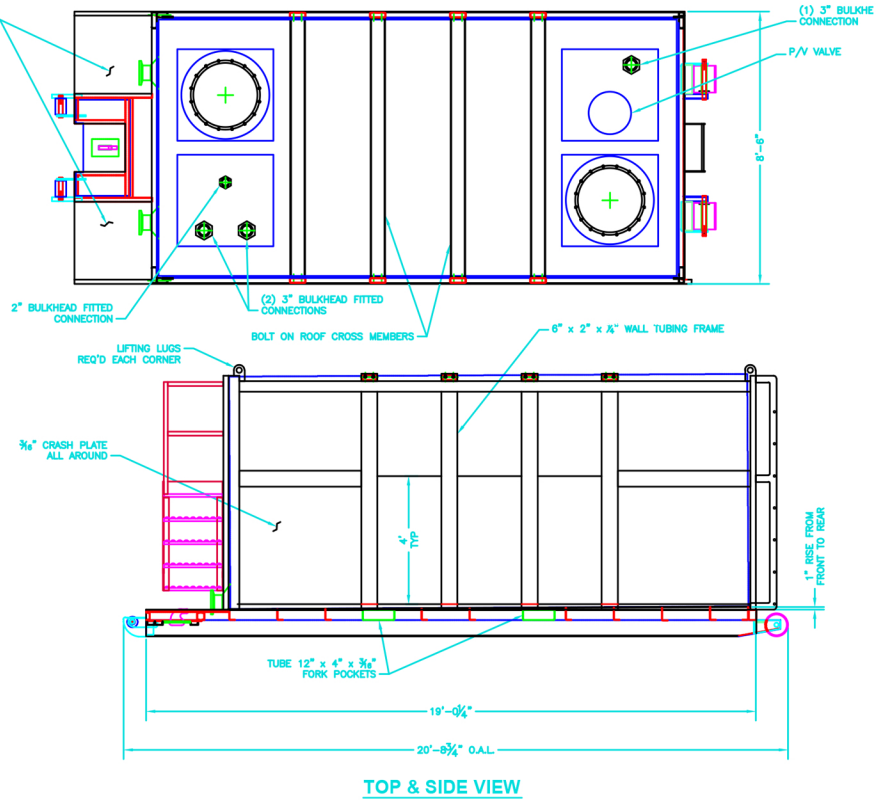 (1) 3" BULKHE
CONNECTION
P/V VALVE
8'-6"
2" BULKHEAD FITTED
CONNECTION
(2) 3" BULKHEAD FITTED
CONNECTIONS
BOLT ON ROOF CROSS MEMBERS
6" x 2" x ¼" WALL TUBING FRAME
LIFTING LUGS
REQ'D EACH CORNER
3⁄16" CRASH PLATE
ALL AROUND
4'
TYP
1" RISE FROM
FRONT TO REAR
TUBE 12" x 4" x 3⁄16"
FORK POCKETS
19'-0¼"
20'-8¾" O.A.L.
TOP & SIDE VIEW